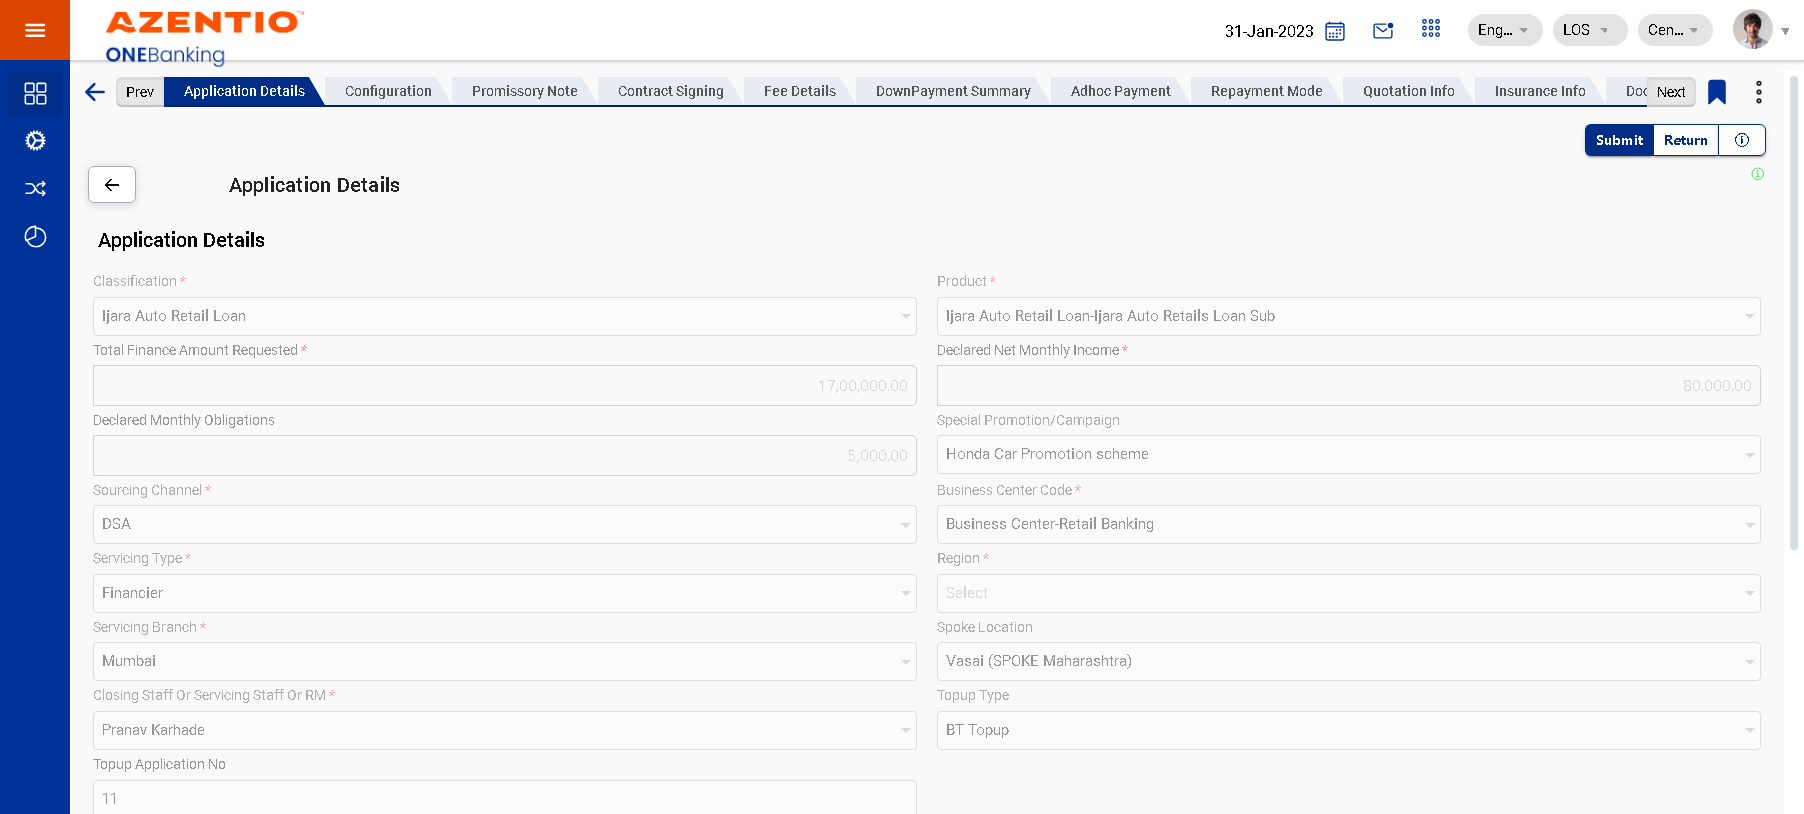 AZENTIO™
ONEBanking
31-Jan-2023
Eng...
LOS
Cen...
Prev
Application Details
Configuration
Promissory Note
Contract Signing
Fee Details
DownPayment Summary
Adhoc Payment
Repayment Mode
Quotation Info
Insurance Info
Doc
Next
Submit
Return
Application Details
Application Details
Classification *
Product *
Ijara Auto Retail Loan
Ijara Auto Retail Loan-Ijara Auto Retails Loan Sub
Total Finance Amount Requested *
Declared Net Monthly Income *
17,00,000.00
80,000.00
Declared Monthly Obligations
Special Promotion/Campaign
5,000.00
Honda Car Promotion scheme
Sourcing Channel *
Business Center Code *
DSA
Business Center-Retail Banking
Servicing Type *
Region *
Financier
Select
Servicing Branch *
Spoke Location
Mumbai
Vasai (SPOKE Maharashtra)
Closing Staff Or Servicing Staff Or RM *
Topup Type
Pranav Karhade
BT Topup
Topup Application No
11